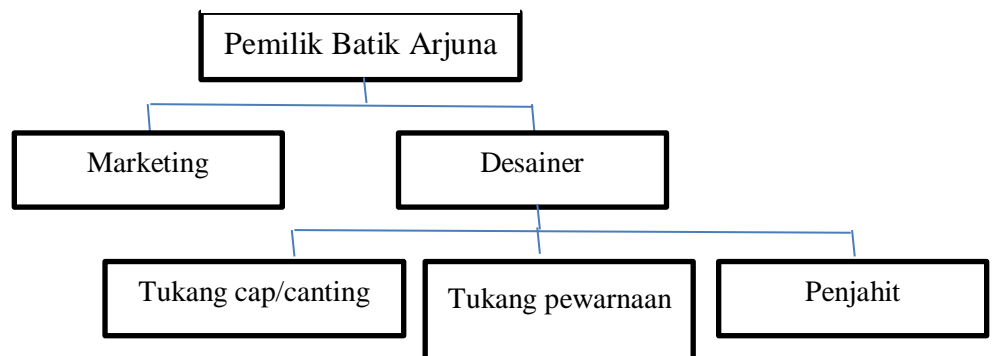 Pemilik Batik Arjuna
Marketing
Desainer
Tukang cap/canting
Tukang pewarnaan
Penjahit